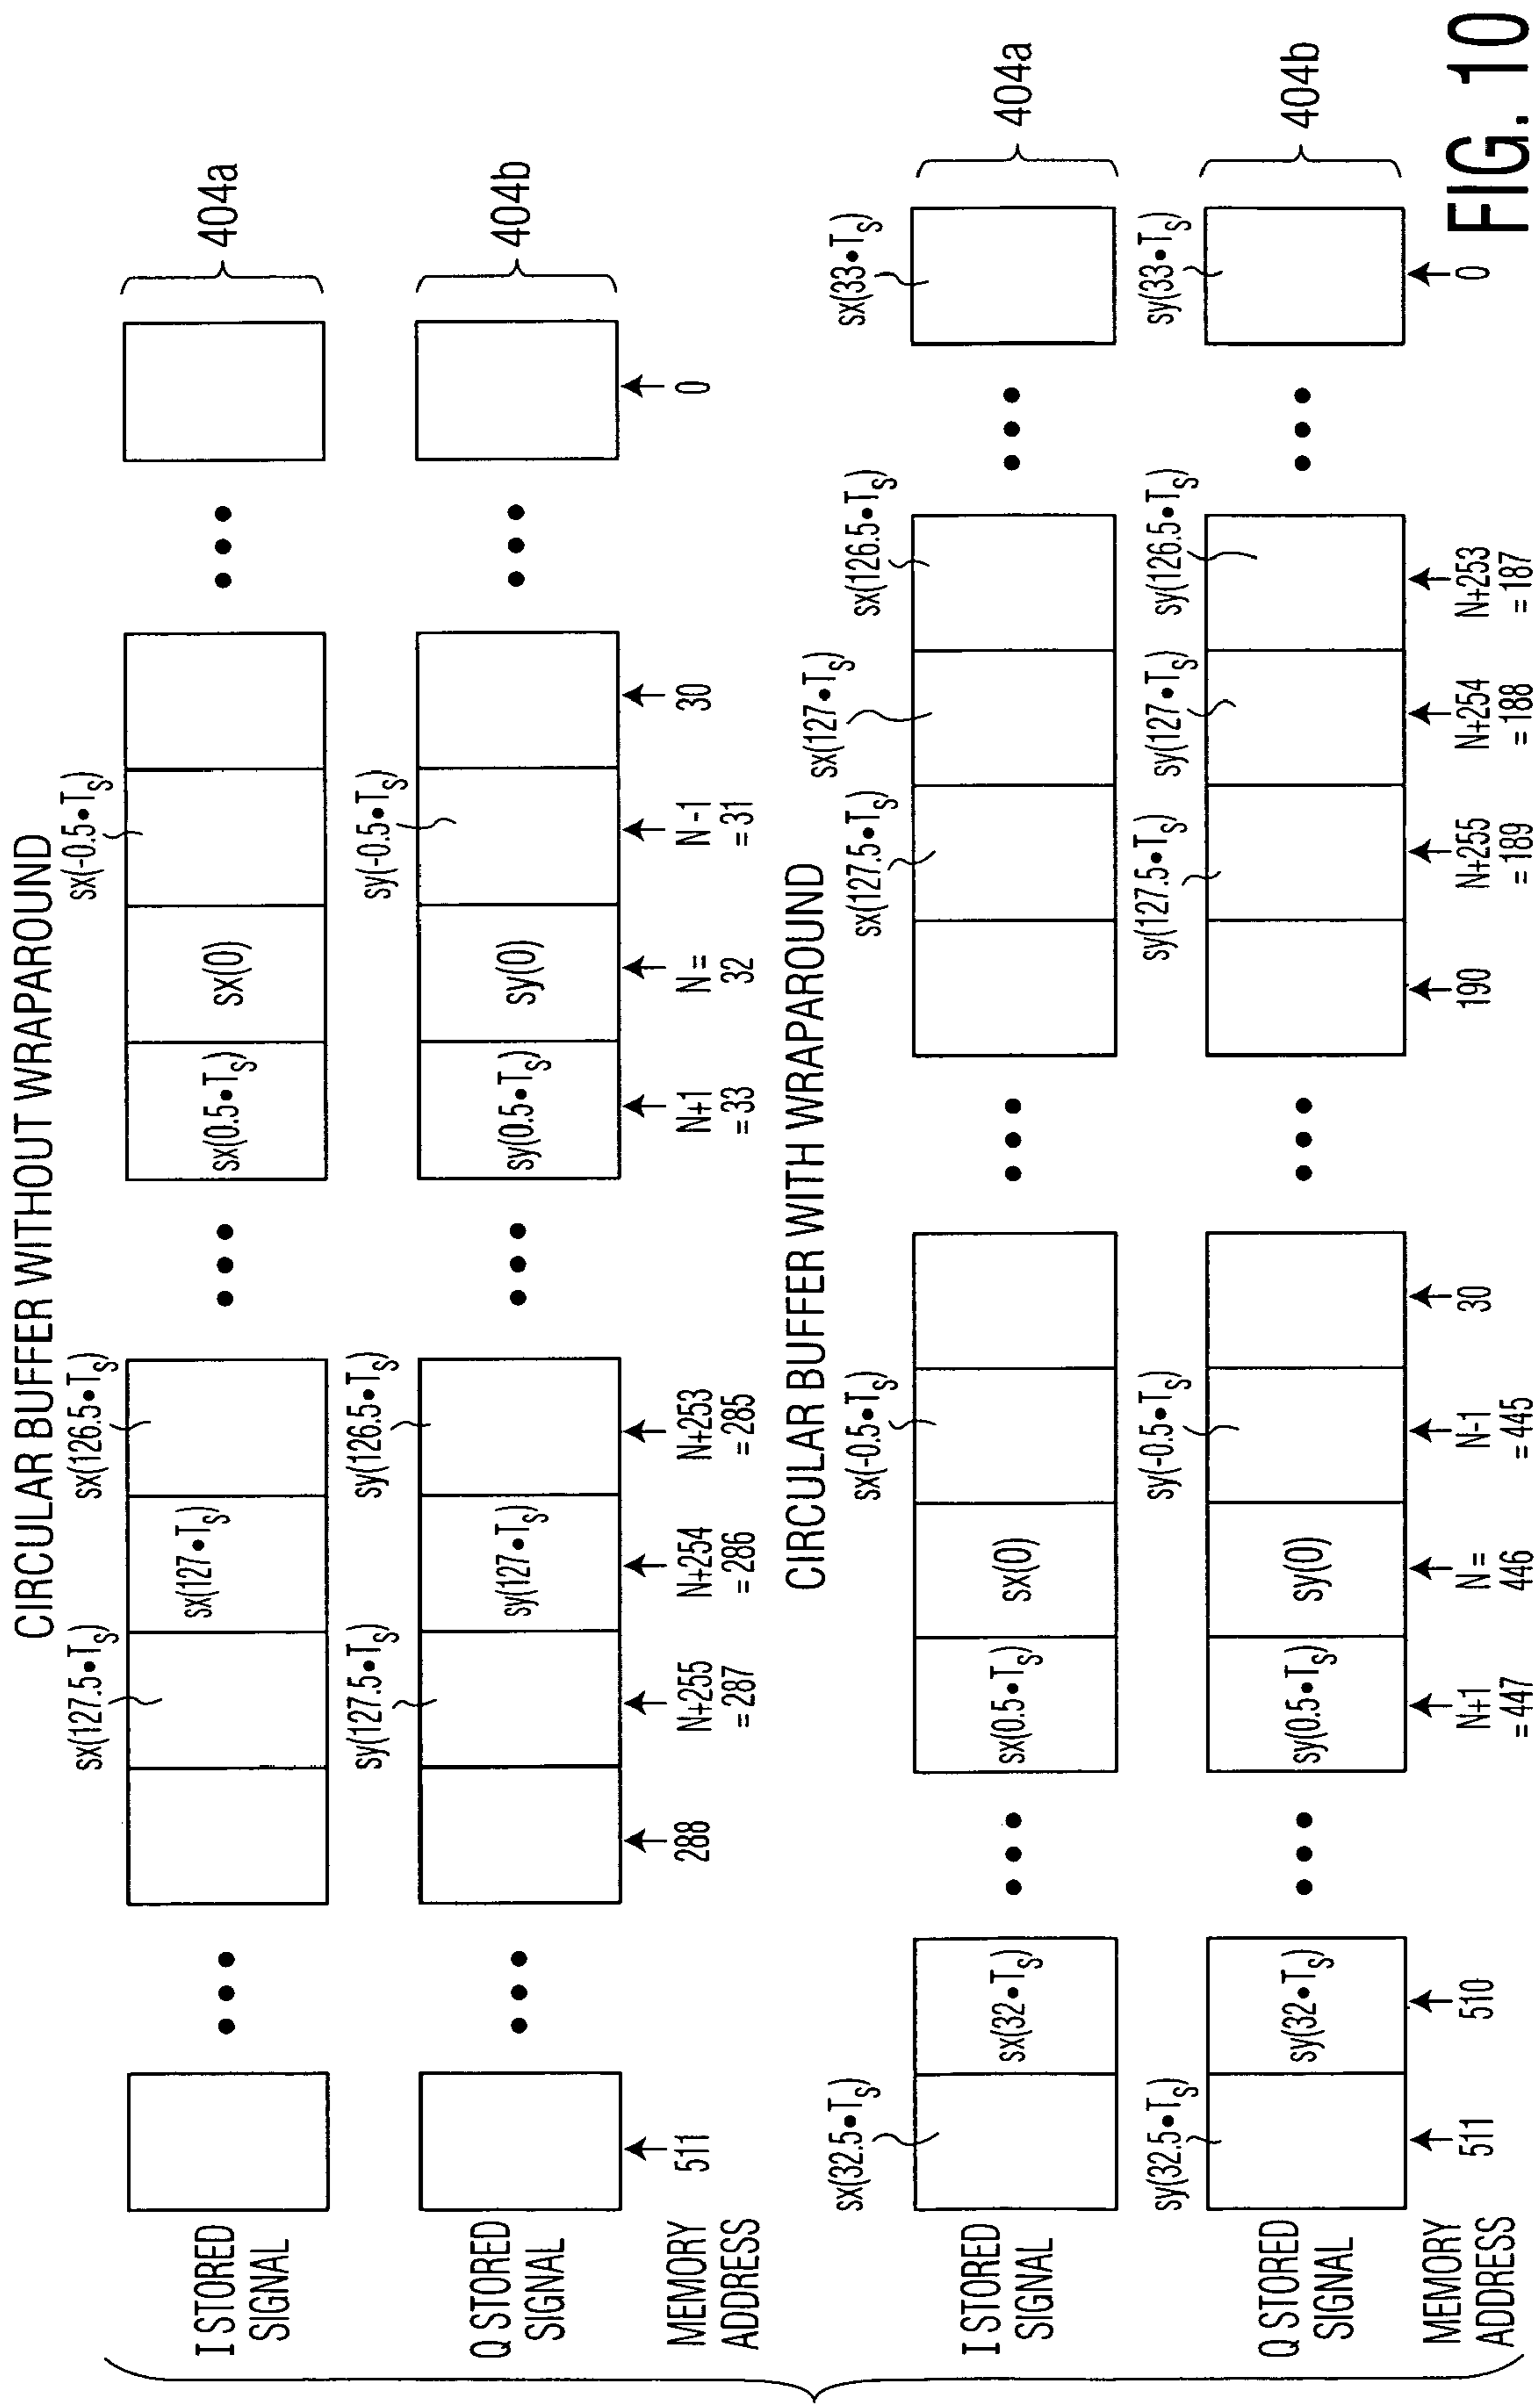 CIRCULAR BUFFER WITHOUT WRAPAROUND
sx(127.5•TS)
sx(126.5•TS)
sx(-0.5•TS)
I STORED
SIGNAL
•••
sx(127•TS)
•••
sx(0.5•TS)
sx(0)
•••
404a
sy(127.5•TS)
sy(126.5•TS)
sy(-0.5•TS)
Q STORED
SIGNAL
•••
sy(127•TS)
•••
sy(0.5•TS)
sy(0)
•••
404b
MEMORY
ADDRESS
511
288
N+255
=287
N+254
=286
N+253
=285
N+1
=33
N=
32
N-1
=31
30
0
CIRCULAR BUFFER WITH WRAPAROUND
sx(32.5•TS)
sx(-0.5•TS)
sx(127.5•TS)
sx(127•TS)
sx(126.5•TS)
sx(33•TS)
I STORED
SIGNAL
sx(32•TS)
•••
sx(0.5•TS)
sx(0)
•••
•••
404a
sy(32.5•TS)
sy(-0.5•TS)
sy(127.5•TS)
sy(127•TS)
sy(126.5•TS)
sy(33•TS)
Q STORED
SIGNAL
sy(32•TS)
•••
sy(0.5•TS)
sy(0)
•••
•••
404b
MEMORY
ADDRESS
511
510
N+1
=447
N=
446
N-1
=445
30
190
N+255
=189
N+254
=188
N+253
=187
0
FIG. 10